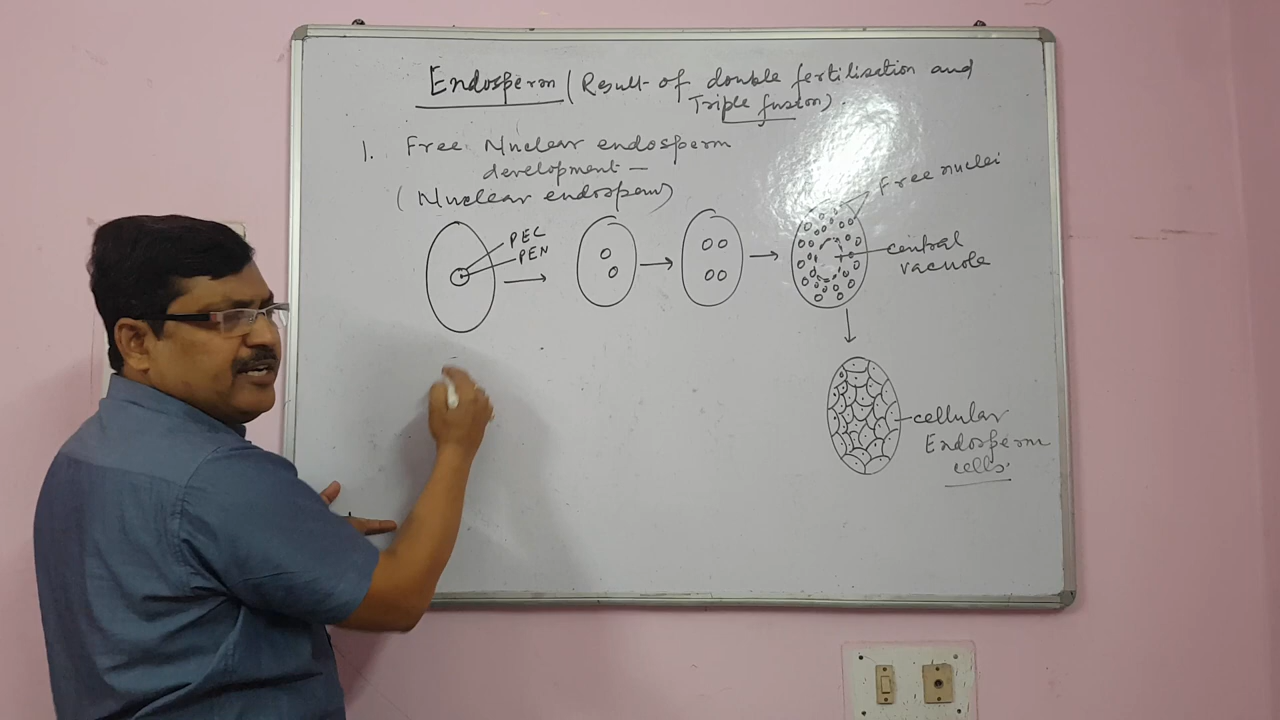 Endosperm (Result of double fertilisation and
Triple fusion).
1. Free Nuclear endosperm
development —
(Nuclear endosperm)
PEC
PEN
Free nuclei
central
vacuole
cellular
Endosperm
cells.